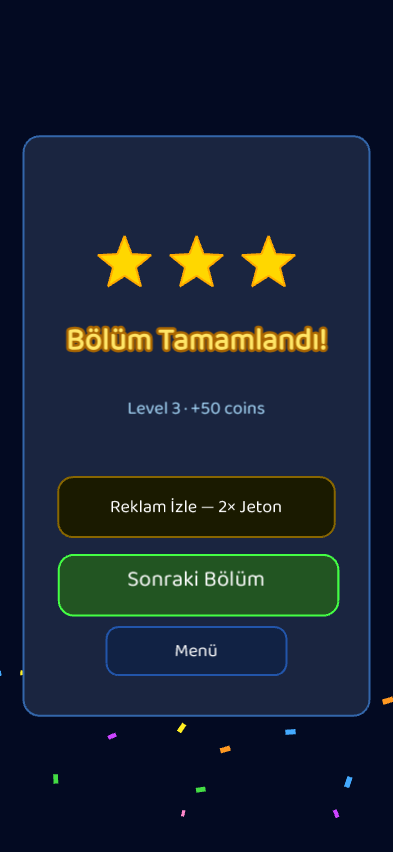 Bölüm Tamamlandı!
Level 3 · +50 coins
Reklam İzle — 2× Jeton
Sonraki Bölüm
Menü